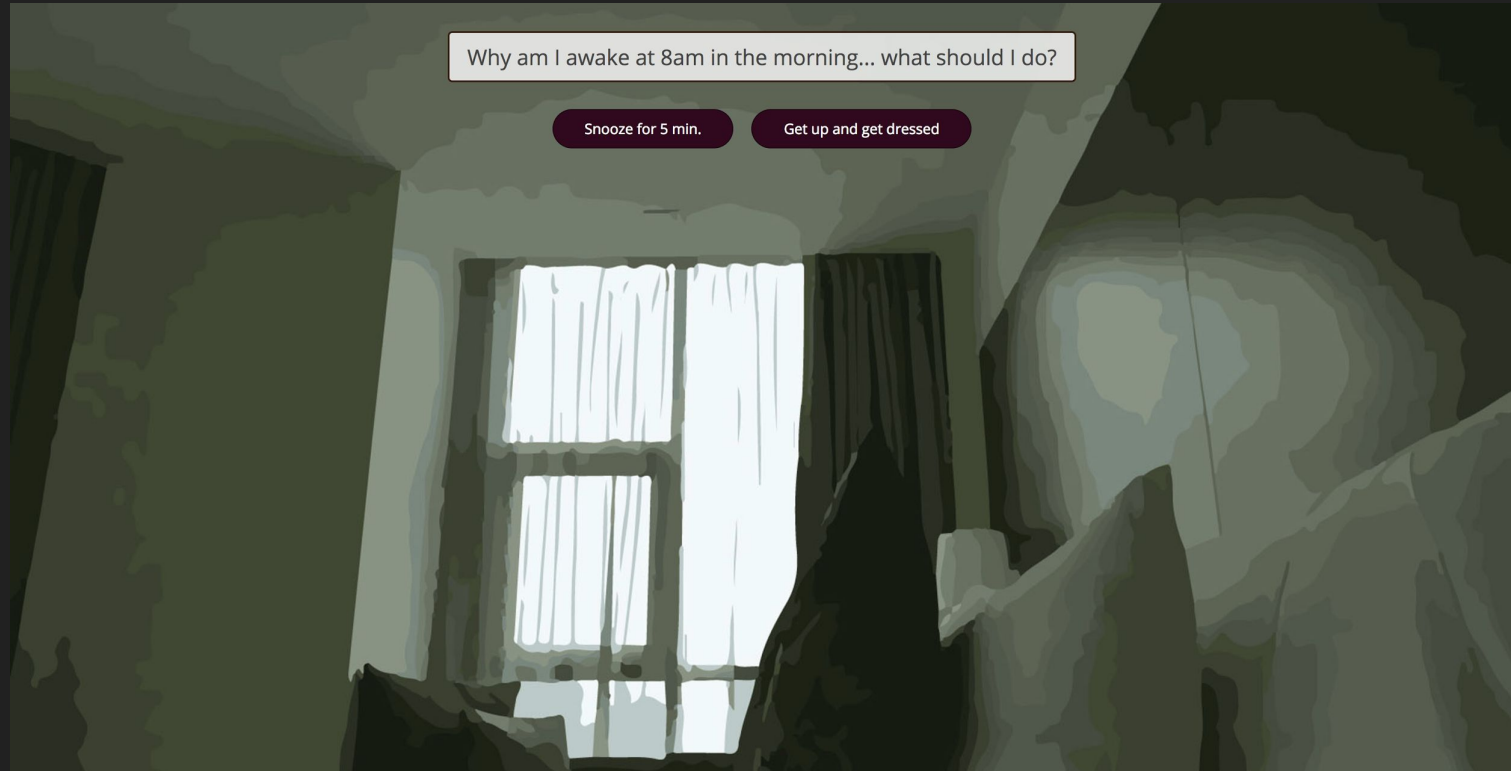 Why am I awake at 8am in the morning... what should I do?
Snooze for 5 min.
Get up and get dressed